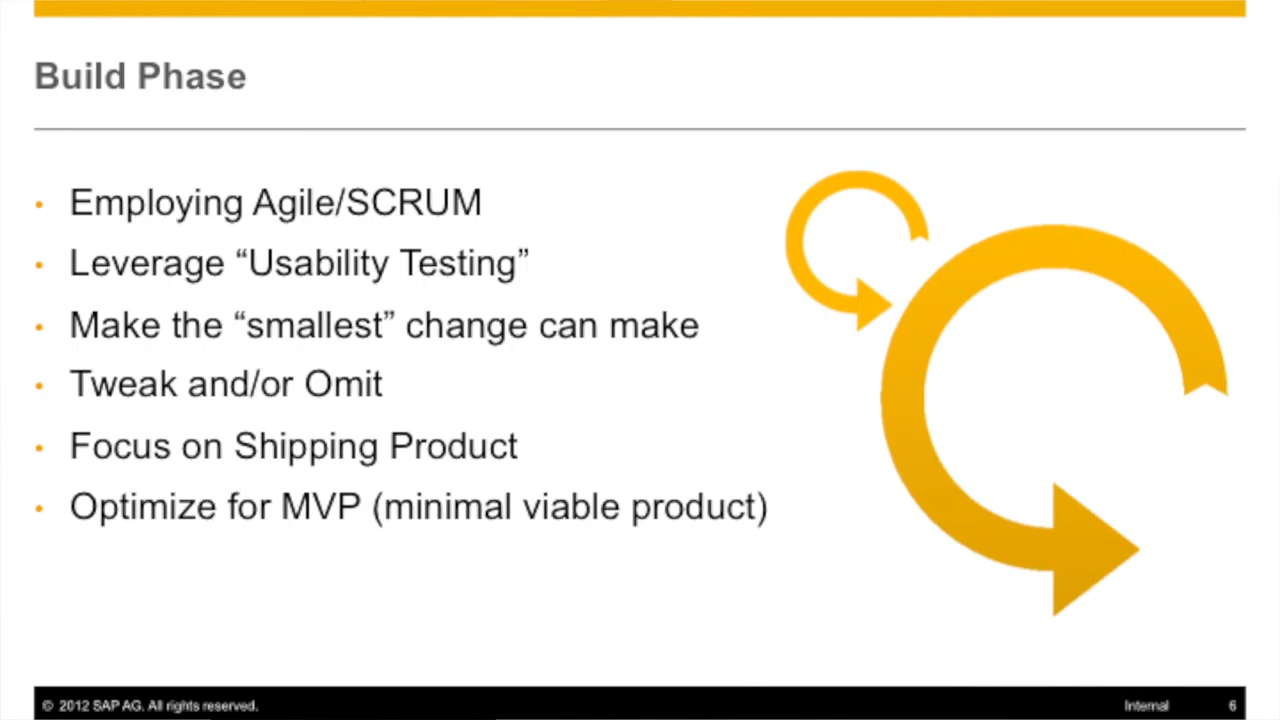 Build Phase
• Employing Agile/SCRUM
• Leverage “Usability Testing”
• Make the “smallest” change can make
• Tweak and/or Omit
• Focus on Shipping Product
• Optimize for MVP (minimal viable product)
© 2012 SAP AG. All rights reserved. Internal 6